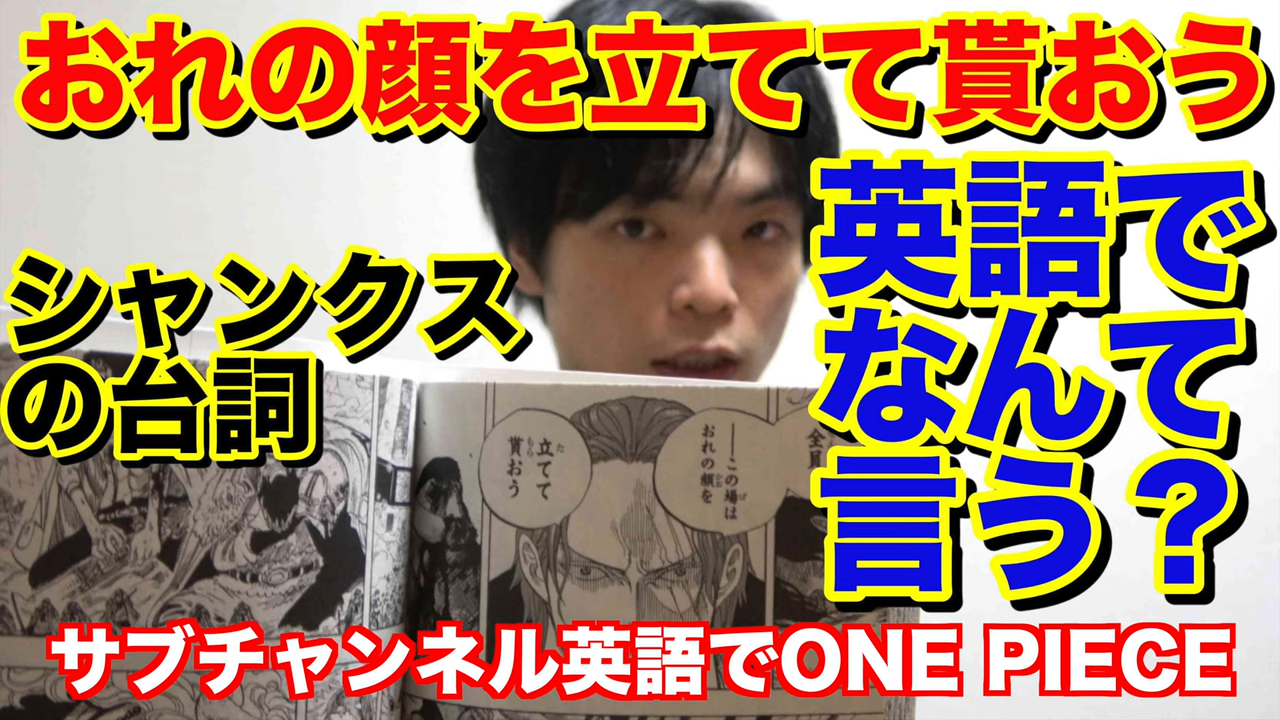 おれの顔を立てて貰おう
英語で
なんて
言う?
シャンクス
の台詞
全員
――この場は
おれの顔を
立てて
貰おう
サブチャンネル英語でONE PIECE